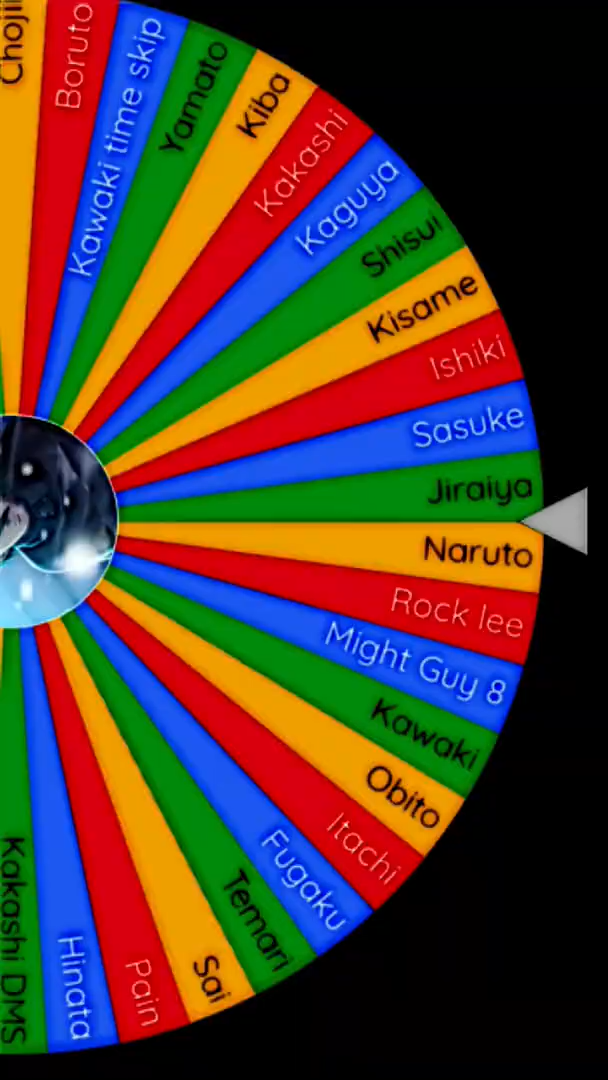 Choji
Boruto
Kawaki time skip
Yamato
Kiba
Kakashi
Kaguya
Shisui
Kisame
Ishiki
Sasuke
Jiraiya
Naruto
Rock lee
Might Guy 8
Kawaki
Obito
Itachi
Fugaku
Temari
Sai
Pain
Hinata
Kakashi DMS